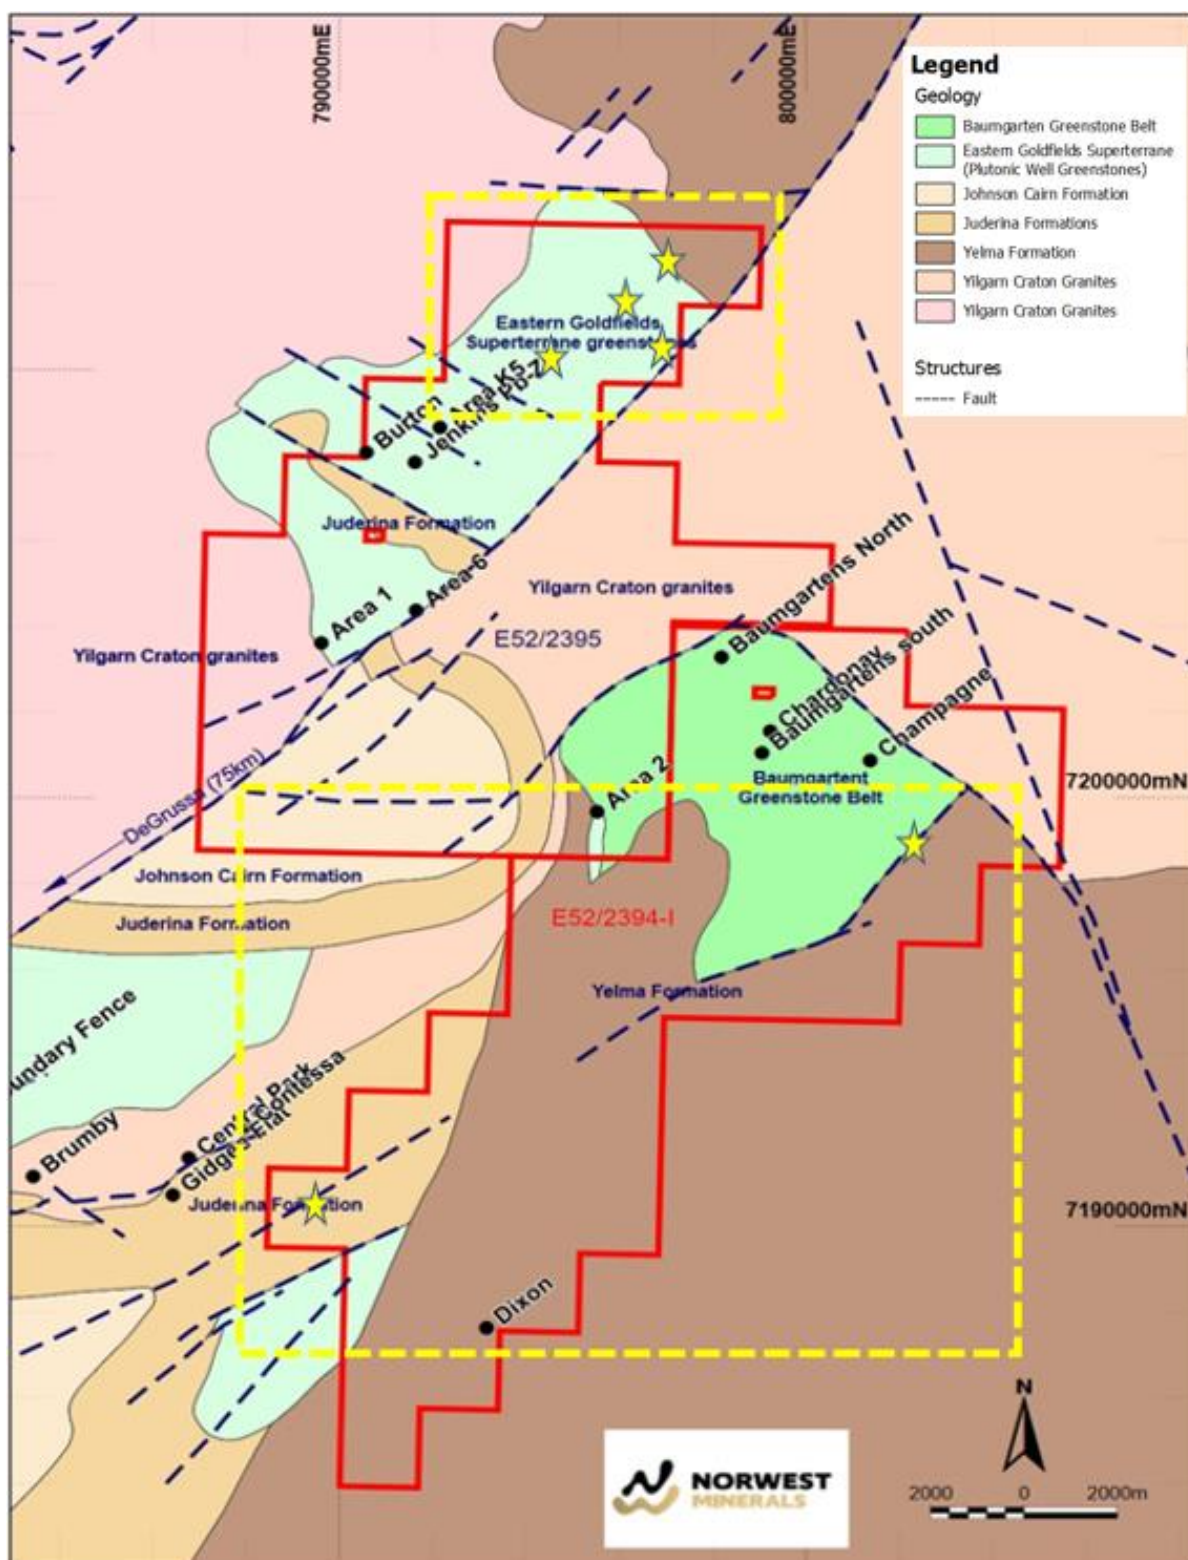 790000mE
800000mE
Legend
Geology
Baumgarten Greenstone Belt
Eastern Goldfields Superterrane
(Plutonic Well Greenstones)
Johnson Cairn Formation
Juderina Formations
Yelma Formation
Yilgarn Craton Granites
Yilgarn Craton Granites
Structures
Fault
Eastern Goldfields
Superterrane greenstones
Burton
Area K5
Jenkins
Juderina Formation
Area 1
Area 6
Yilgarn Craton granites
Yilgarn Craton granites
E52/2395
Baumgartens North
Chardonay
Baumgartens south
Champagne
Baumgartent
Greenstone Belt
Area 2
7200000mN
DeGrussa (75km)
Johnson Cairn Formation
Juderina Formation
E52/2394-I
Yelma Formation
undary Fence
Central Park
Contessa
Gidgee Flat
Brumby
Juderina Formation
7190000mN
Dixon
N
NORWEST
MINERALS
2000 0 2000m